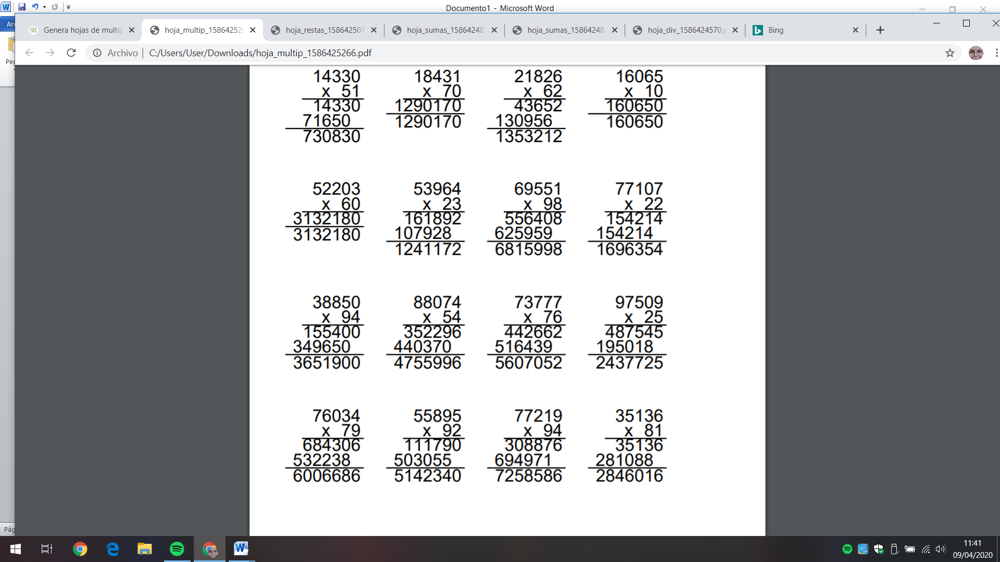 Documento1 - Microsoft Word
Genera hojas de multip
hoja_multip_15864252
hoja_restas_158642507
hoja_sumas_15864248
hoja_sumas_15864248
hoja_div_1586424570.p
Bing
Archivo
C:/Users/User/Downloads/hoja_multip_1586425266.pdf
14330 18431 21826 16065
x 51 x 70 x 62 x 10
14330 1290170 43652 160650
71650 1290170 130956 160650
730830 1353212
52203 53964 69551 77107
x 60 x 23 x 98 x 22
3132180 161892 556408 154214
3132180 107928 625959 154214
1241172 6815998 1696354
38850 88074 73777 97509
x 94 x 54 x 76 x 25
155400 352296 442662 487545
349650 440370 516439 195018
3651900 4755996 5607052 2437725
76034 55895 77219 35136
x 79 x 92 x 94 x 81
684306 111790 308876 35136
532238 503055 694971 281088
6006686 5142340 7258586 2846016
Pág
11:41
09/04/2020